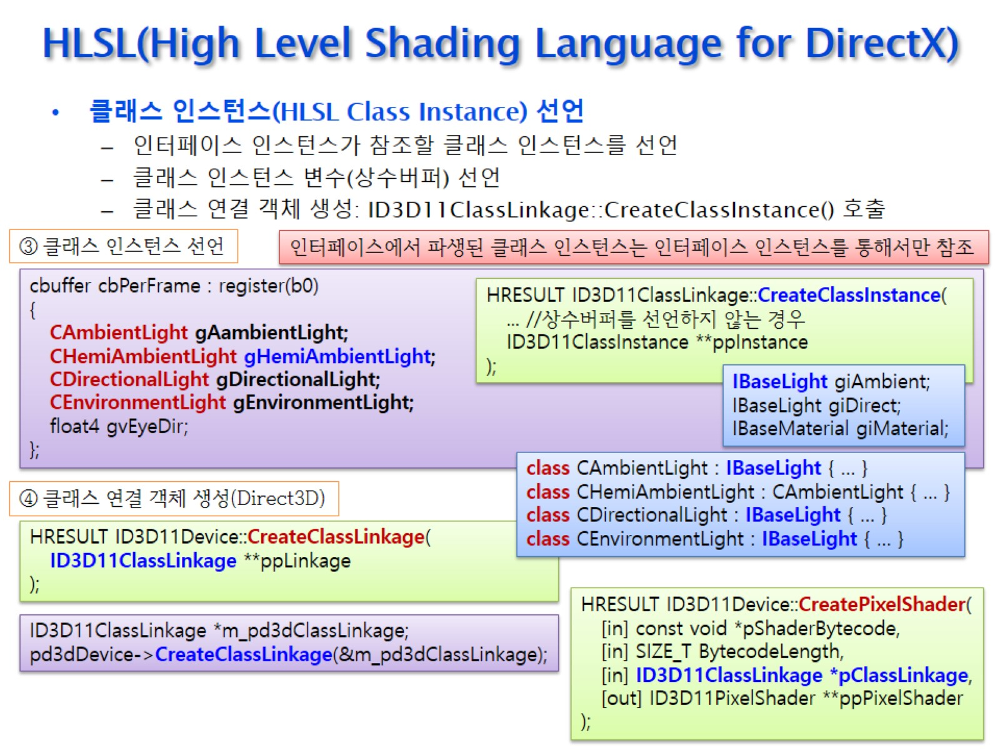 HLSL(High Level Shading Language for DirectX)
• 클래스 인스턴스(HLSL Class Instance) 선언
– 인터페이스 인스턴스가 참조할 클래스 인스턴스를 선언
– 클래스 인스턴스 변수(상수버퍼) 선언
– 클래스 연결 객체 생성: ID3D11ClassLinkage::CreateClassInstance() 호출
③ 클래스 인스턴스 선언
인터페이스에서 파생된 클래스 인스턴스는 인터페이스 인스턴스를 통해서만 참조
cbuffer cbPerFrame : register(b0)
{
CAmbientLight gAambientLight;
CHemiAmbientLight gHemiAmbientLight;
CDirectionalLight gDirectionalLight;
CEnvironmentLight gEnvironmentLight;
float4 gvEyeDir;
};
HRESULT ID3D11ClassLinkage::CreateClassInstance(
... //상수버퍼를 선언하지 않는 경우
ID3D11ClassInstance **ppInstance
);
IBaseLight giAmbient;
IBaseLight giDirect;
IBaseMaterial giMaterial;
class CAmbientLight : IBaseLight { ... }
class CHemiAmbientLight : CAmbientLight { ... }
class CDirectionalLight : IBaseLight { ... }
class CEnvironmentLight : IBaseLight { ... }
④ 클래스 연결 객체 생성(Direct3D)
HRESULT ID3D11Device::CreateClassLinkage(
ID3D11ClassLinkage **ppLinkage
);
ID3D11ClassLinkage *m_pd3dClassLinkage;
pd3dDevice->CreateClassLinkage(&m_pd3dClassLinkage);
HRESULT ID3D11Device::CreatePixelShader(
[in] const void *pShaderBytecode,
[in] SIZE_T BytecodeLength,
[in] ID3D11ClassLinkage *pClassLinkage,
[out] ID3D11PixelShader **ppPixelShader
);